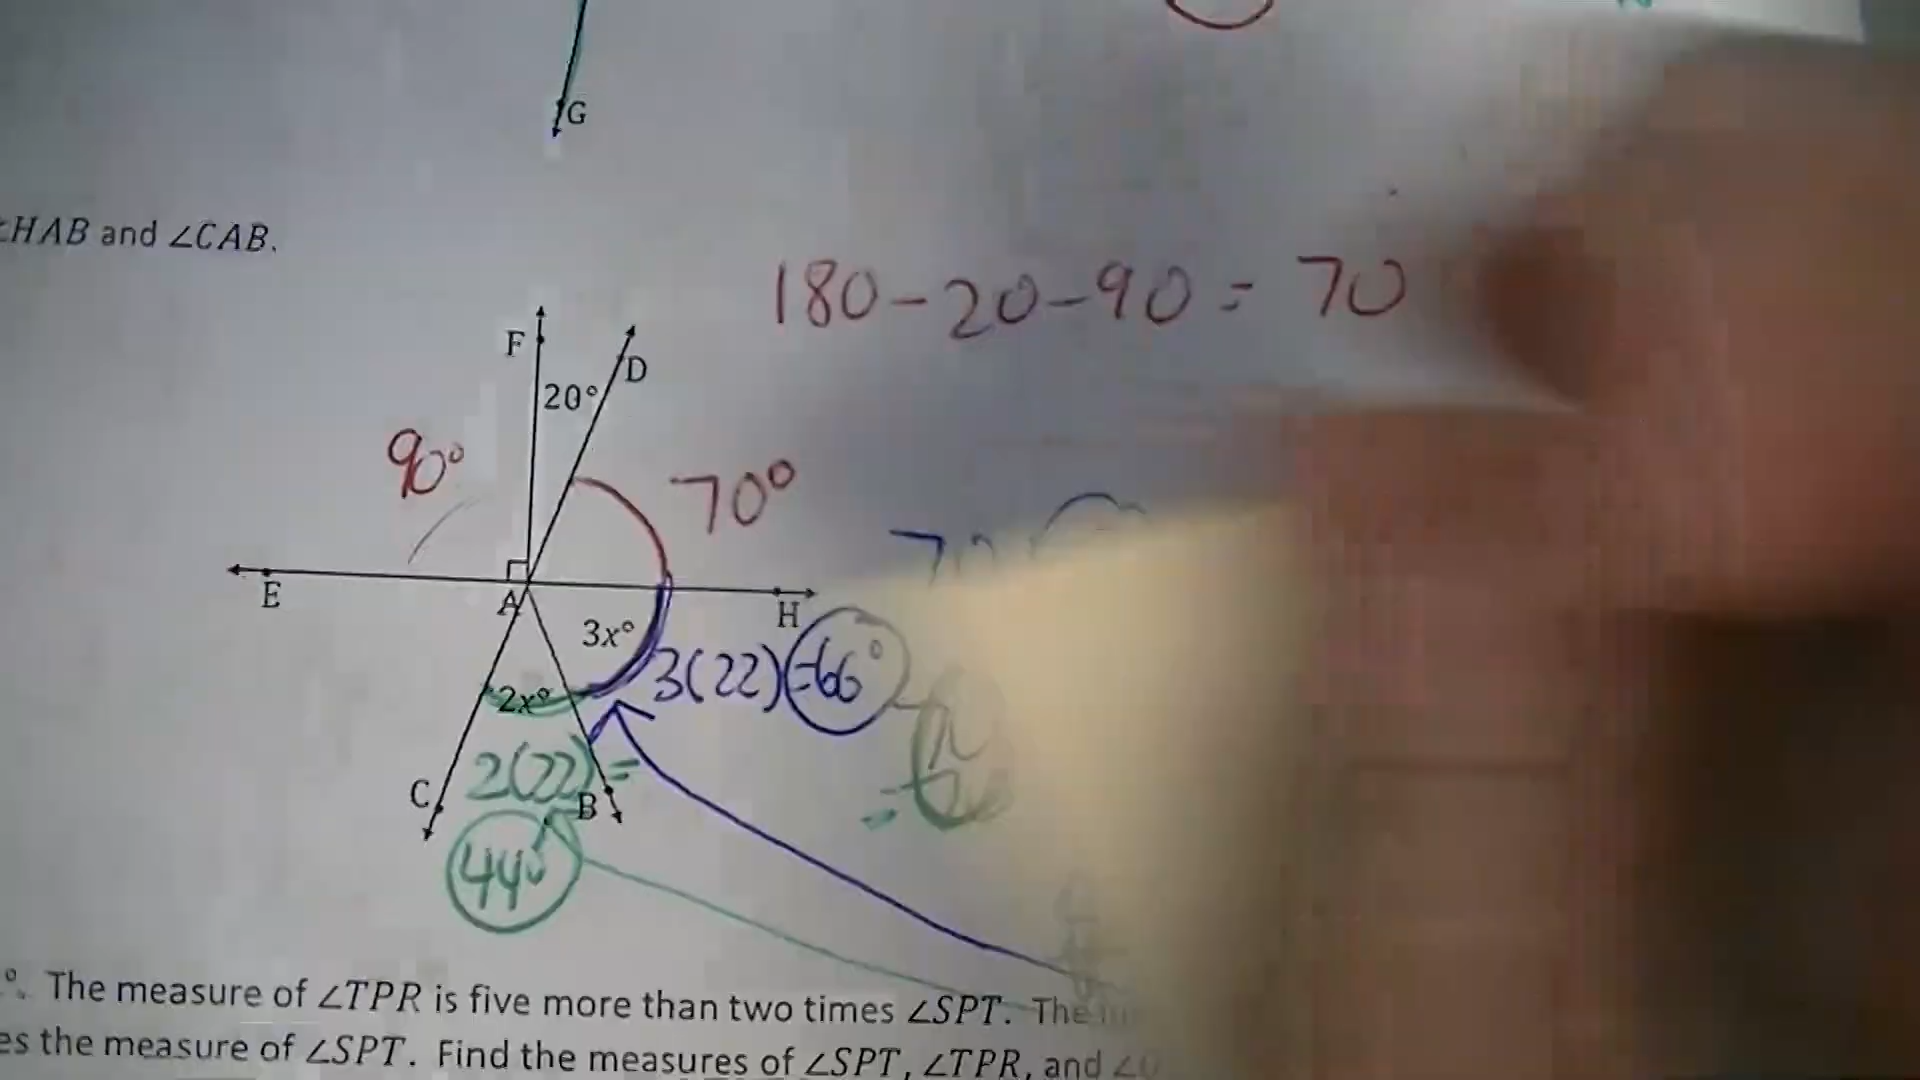 G
∠HAB and ∠CAB.
180-20-90 = 70
F
D
20°
90°
70°
E
A
H
3x°
3(22)=66°
2x°
2(22)=
C
B
44°
The measure of ∠TPR is five more than two times ∠SPT. The
es the measure of ∠SPT. Find the measures of ∠SPT, ∠TPR, and